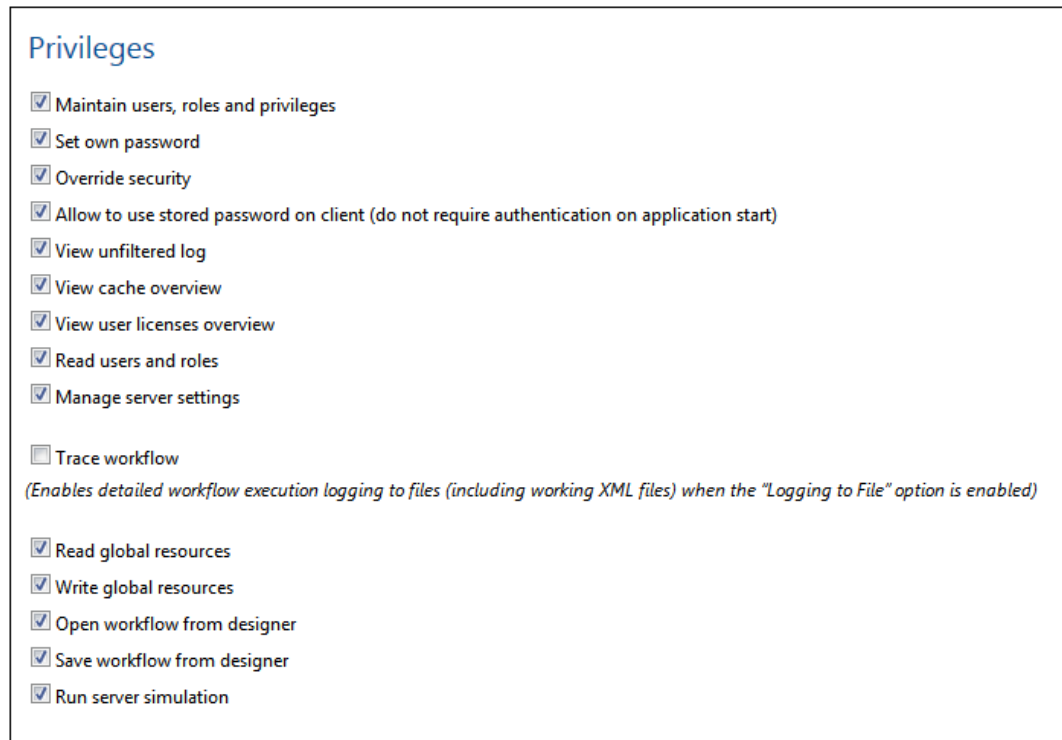 Privileges
Maintain users, roles and privileges
Set own password
Override security
Allow to use stored password on client (do not require authentication on application start)
View unfiltered log
View cache overview
View user licenses overview
Read users and roles
Manage server settings
Trace workflow
(Enables detailed workflow execution logging to files (including working XML files) when the “Logging to File” option is enabled)
Read global resources
Write global resources
Open workflow from designer
Save workflow from designer
Run server simulation